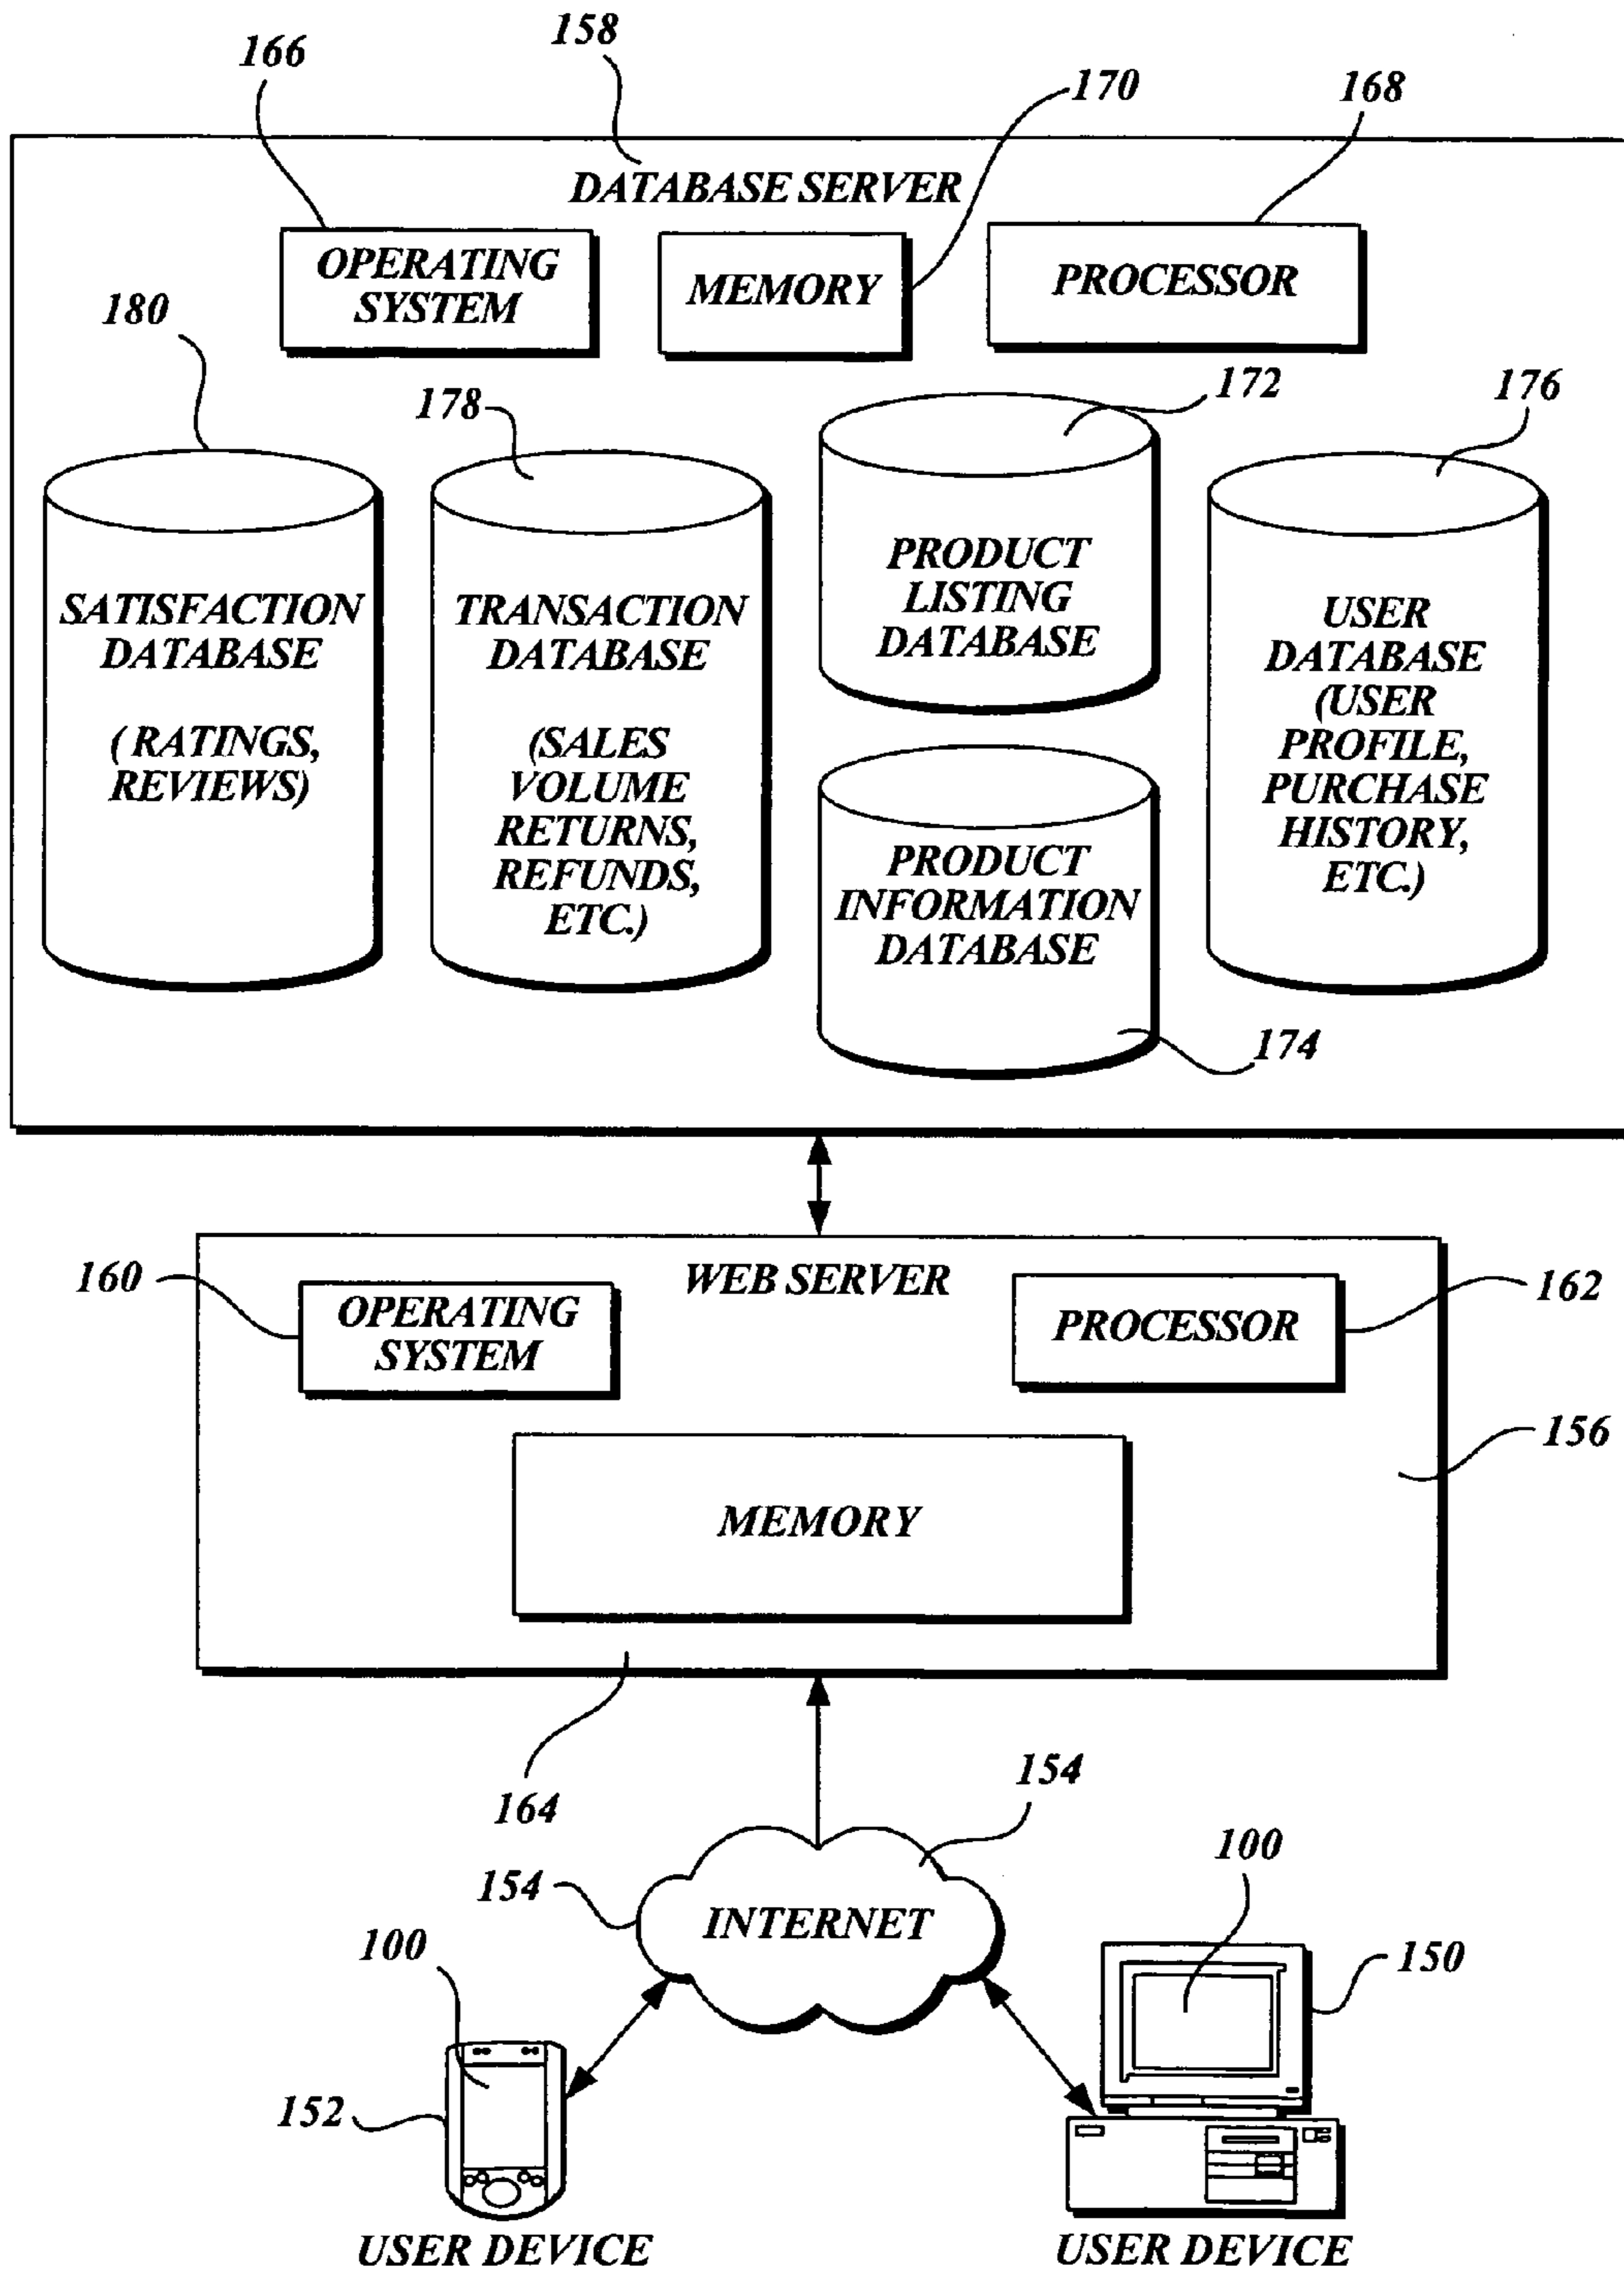 158
166
170
168
DATABASE SERVER
OPERATING
SYSTEM
MEMORY
PROCESSOR
180
178
172
176
SATISFACTION
DATABASE
( RATINGS,
REVIEWS)
TRANSACTION
DATABASE
(SALES
VOLUME
RETURNS,
REFUNDS,
ETC.)
PRODUCT
LISTING
DATABASE
PRODUCT
INFORMATION
DATABASE
USER
DATABASE
(USER
PROFILE,
PURCHASE
HISTORY,
ETC.)
174
WEB SERVER
160
OPERATING
SYSTEM
PROCESSOR
162
156
MEMORY
164
154
154
INTERNET
100
100
150
152
USER DEVICE
USER DEVICE